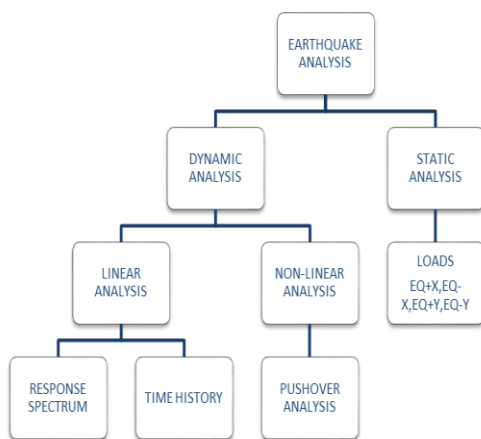 EARTHQUAKE
ANALYSIS
DYNAMIC
ANALYSIS
STATIC
ANALYSIS
LINEAR
ANALYSIS
NON-LINEAR
ANALYSIS
LOADS
EQ+X,EQ-
X,EQ+Y,EQ-Y
RESPONSE
SPECTRUM
TIME HISTORY
PUSHOVER
ANALYSIS